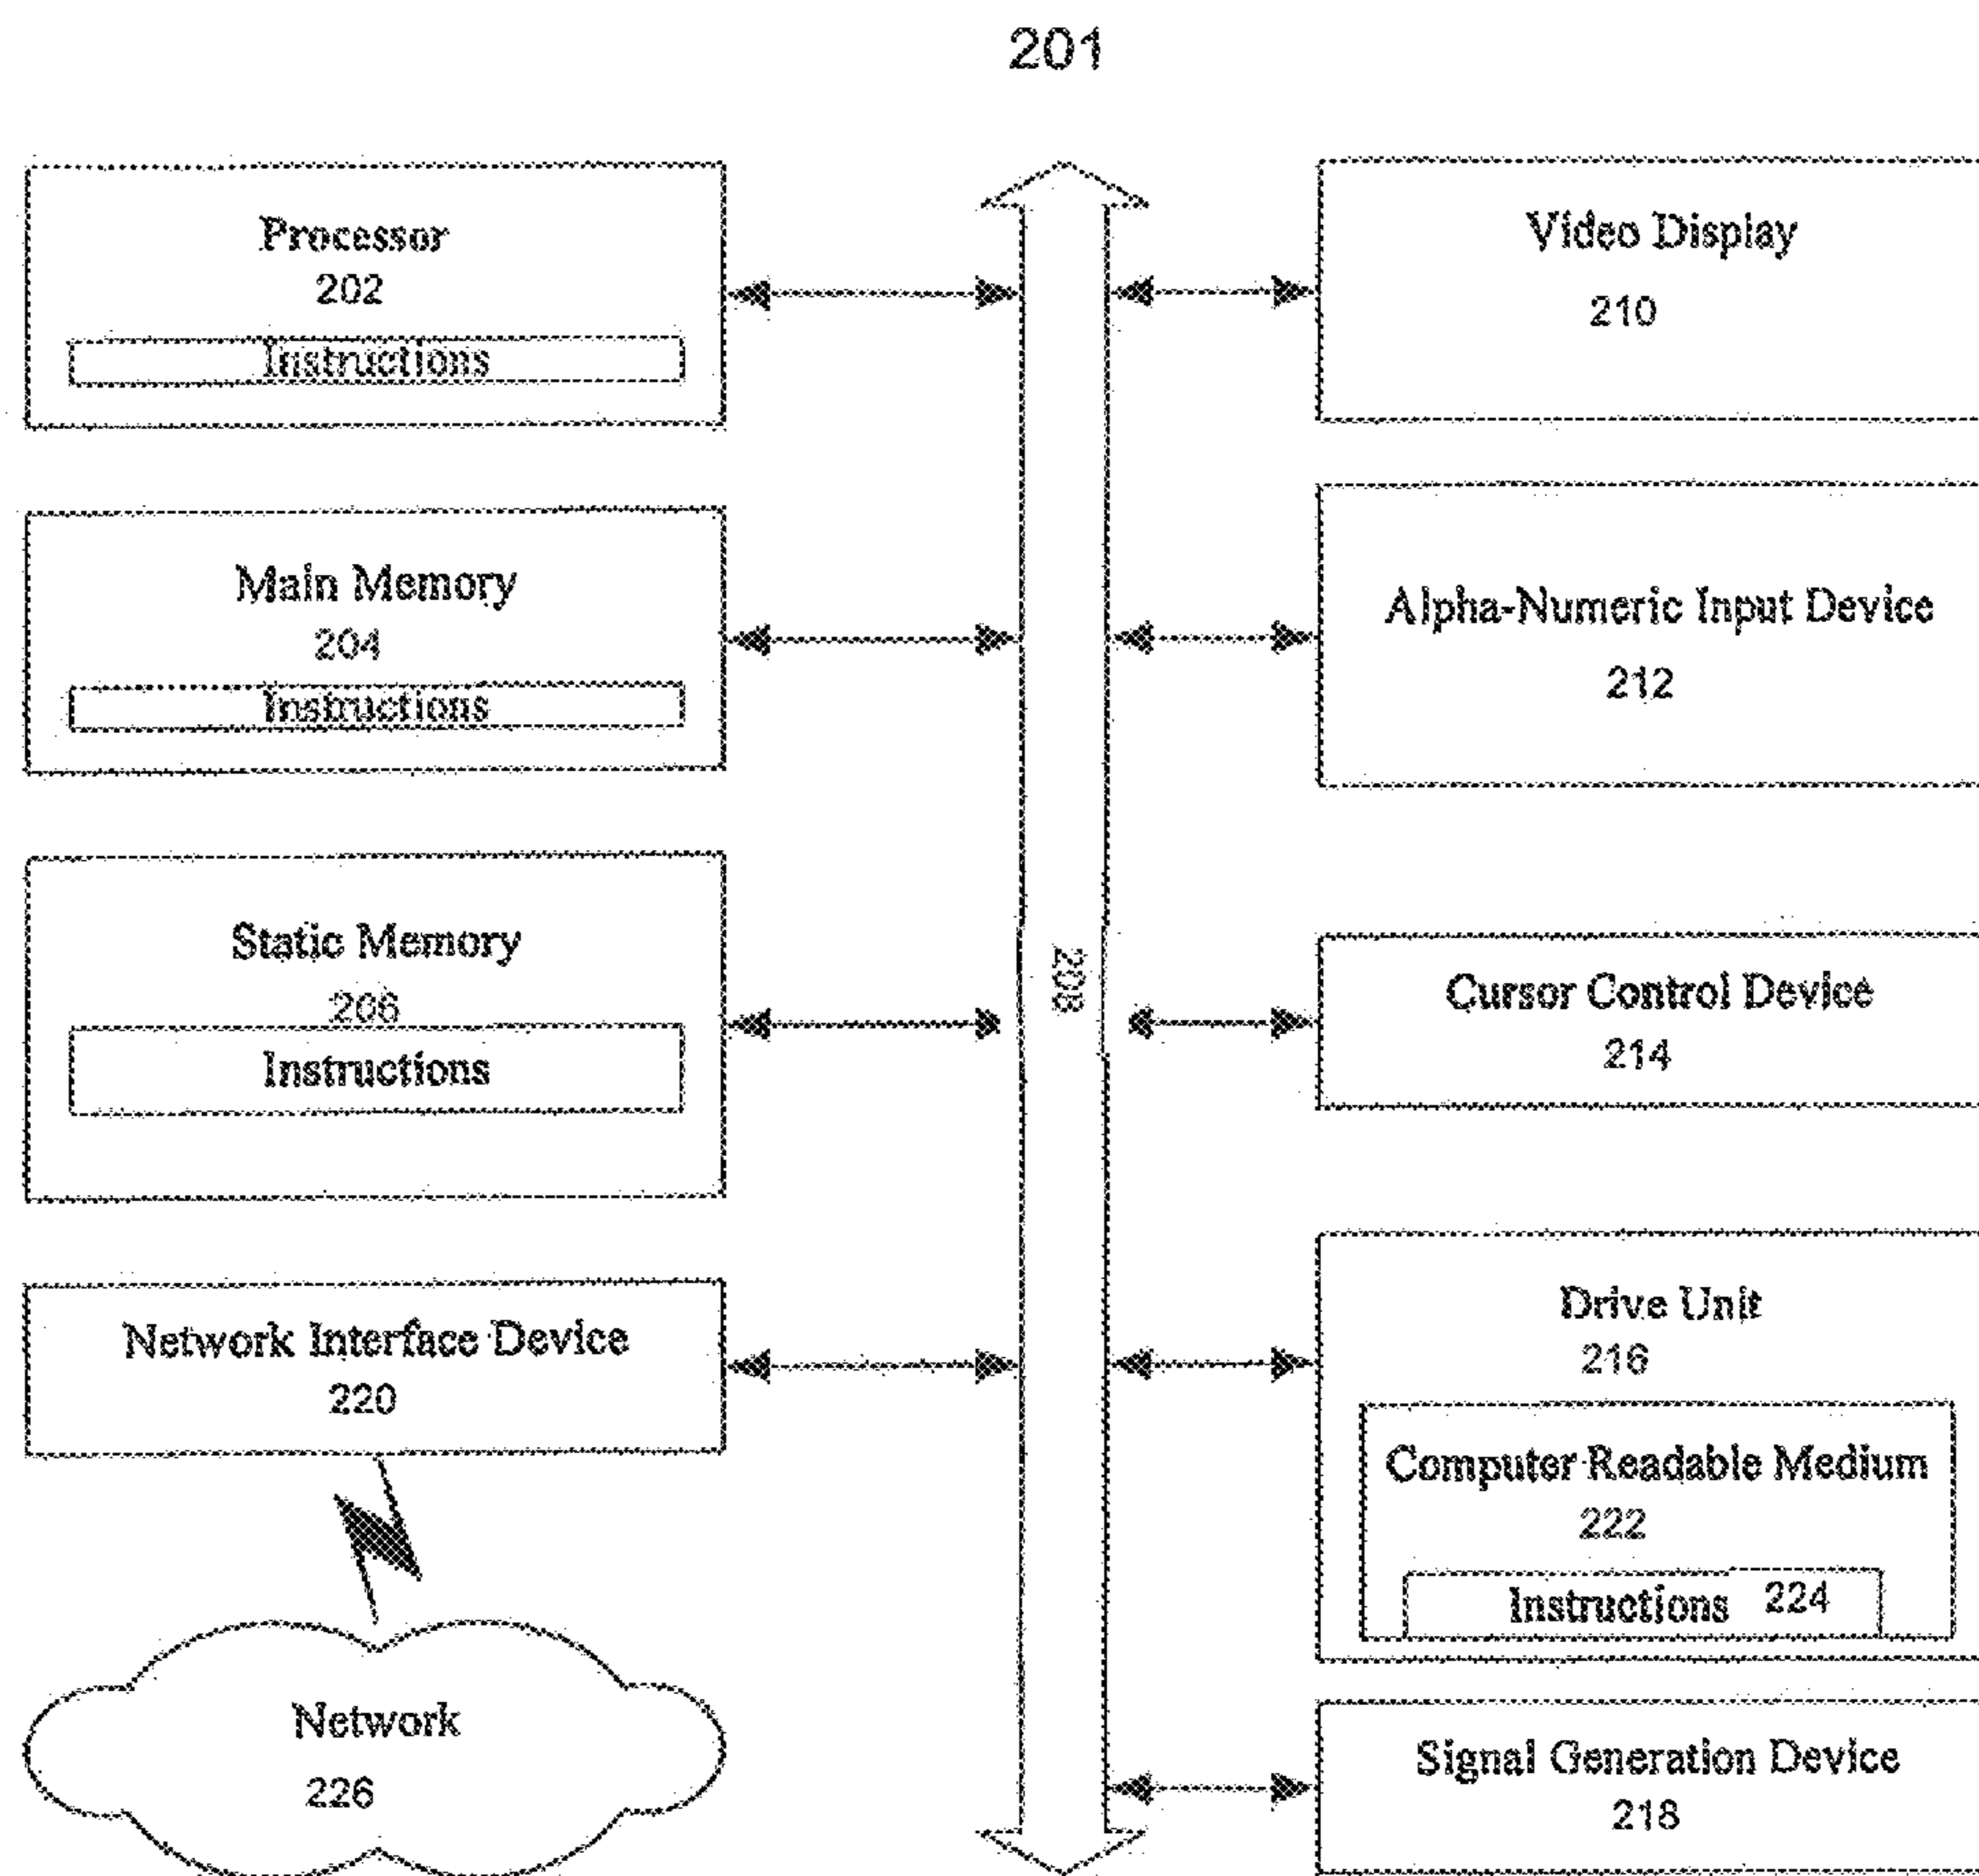 201
Processor
202
Instructions
Main Memory
204
Instructions
Static Memory
206
Instructions
Network Interface Device
220
Network
226
208
Video Display
210
Alpha-Numeric Input Device
212
Cursor Control Device
214
Drive Unit
216
Computer Readable Medium
222
Instructions 224
Signal Generation Device
218